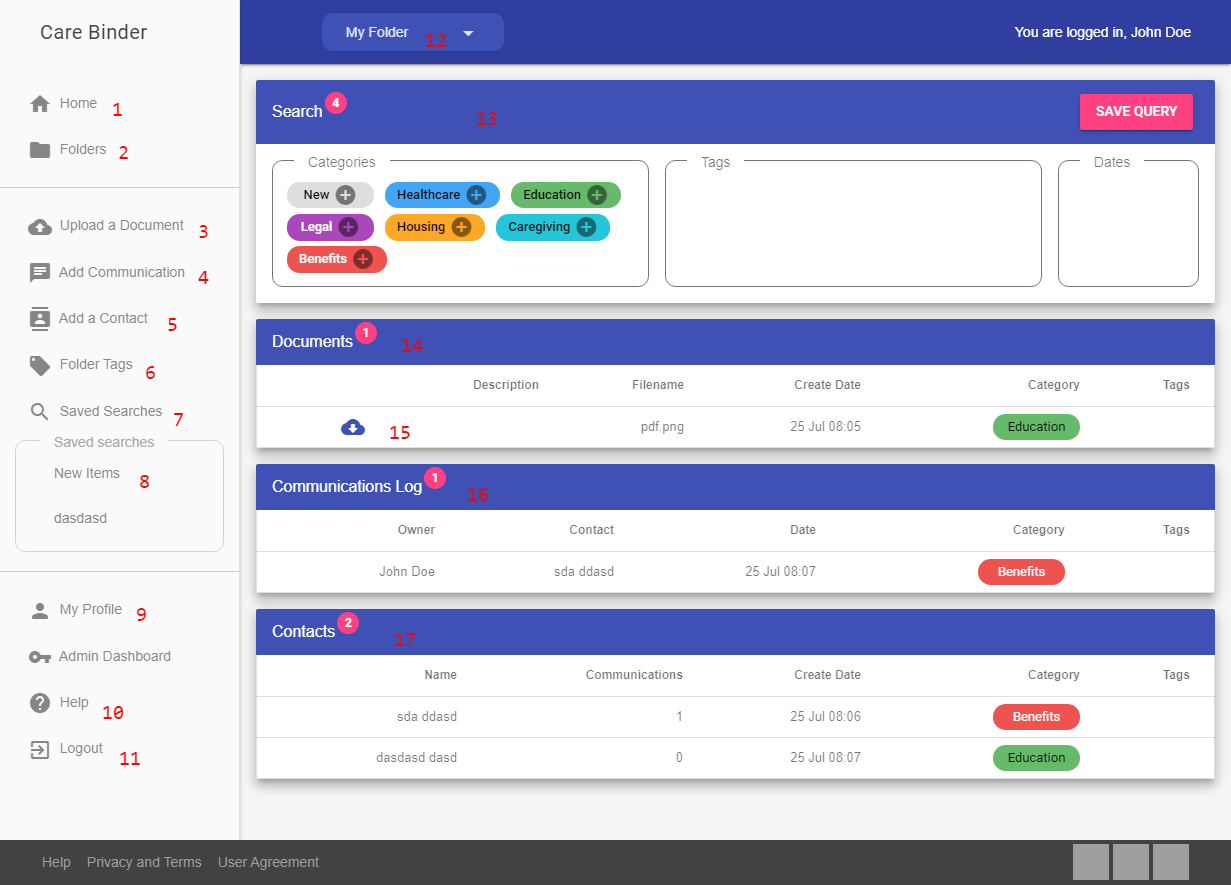 Care Binder
My Folder 12
You are logged in, John Doe
Home 1
Folders 2
Upload a Document 3
Add Communication 4
Add a Contact 5
Folder Tags 6
Saved Searches 7
Saved searches
New Items 8
dasdasd
My Profile 9
Admin Dashboard
Help 10
Logout 11
Search 4 13 SAVE QUERY
Categories
New Healthcare Education
Legal Housing Caregiving
Benefits
Tags
Dates
Documents 1 14
Description Filename Create Date Category Tags
15 pdf.png 25 Jul 08:05 Education
Communications Log 1 16
Owner Contact Date Category Tags
John Doe sda ddasd 25 Jul 08:07 Benefits
Contacts 2 17
Name Communications Create Date Category Tags
sda ddasd 1 25 Jul 08:06 Benefits
dasdasd dasd 0 25 Jul 08:07 Education
Help Privacy and Terms User Agreement